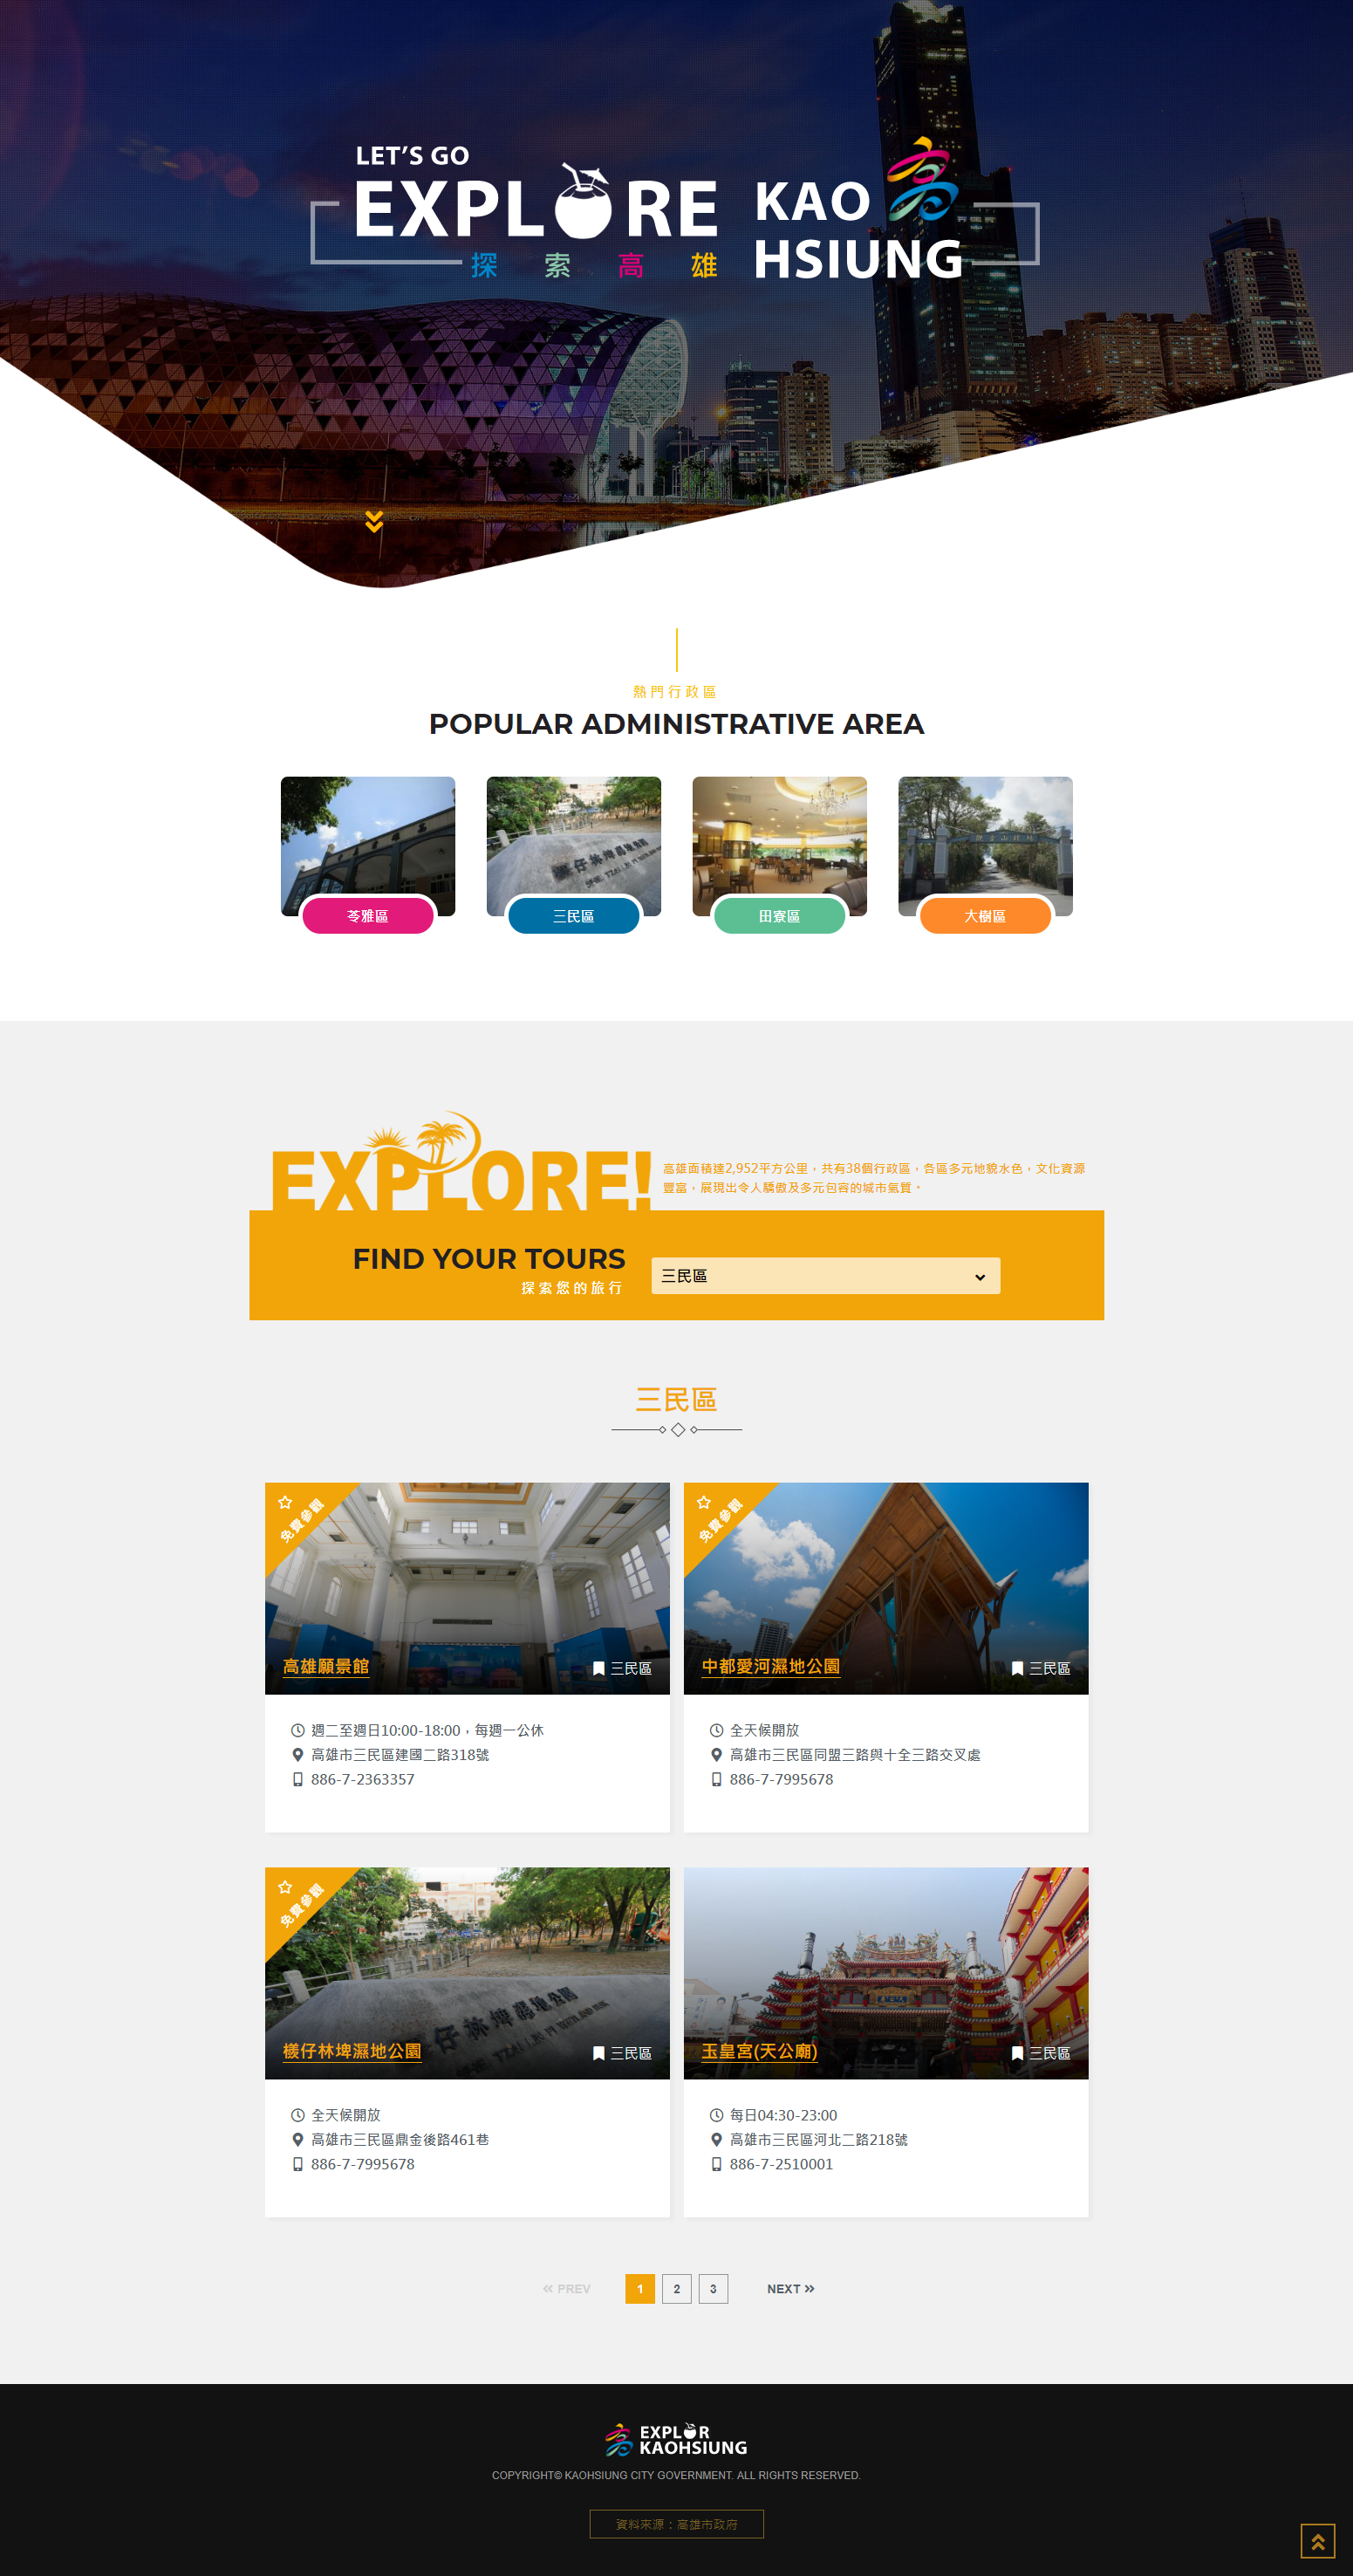 LET'S GO
EXPLORE
探索高雄
KAO
HSIUNG
熱門行政區
POPULAR ADMINISTRATIVE AREA
苓雅區
三民區
田寮區
大樹區
EXPLORE!
高雄面積達2,952平方公里，共有38個行政區，各區多元地貌水色，文化資源
豐富，展現出令人驕傲及多元包容的城市氣質。
FIND YOUR TOURS
探索您的旅行
三民區
三民區
免費參觀
高雄願景館
三民區
週二至週日10:00-18:00，每週一公休
高雄市三民區建國二路318號
886-7-2363357
免費參觀
中都愛河濕地公園
三民區
全天候開放
高雄市三民區同盟三路與十全三路交叉處
886-7-7995678
免費參觀
樣仔林埤濕地公園
三民區
全天候開放
高雄市三民區鼎金後路461巷
886-7-7995678
玉皇宮(天公廟)
三民區
每日04:30-23:00
高雄市三民區河北二路218號
886-7-2510001
PREV
1
2
3
NEXT
EXPLOR
KAOHSIUNG
COPYRIGHT© KAOHSIUNG CITY GOVERNMENT. ALL RIGHTS RESERVED.
資料來源：高雄市政府